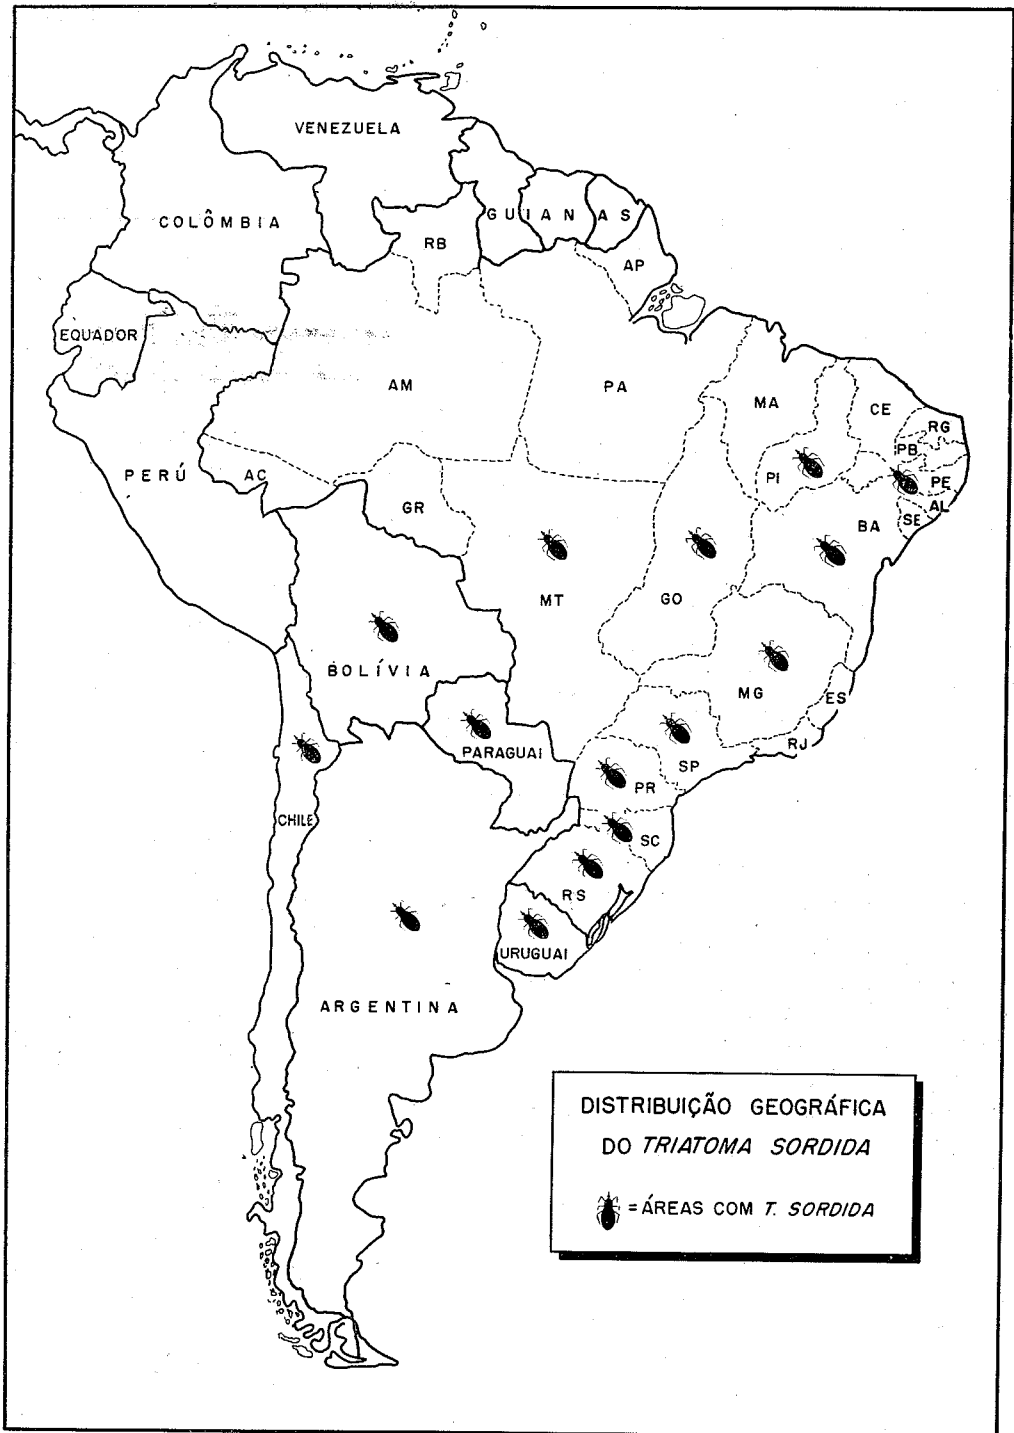 VENEZUELA
COLÔMBIA
GUIANAS
RB
AP
EQUADOR
AM
PA
MA
CE
RG
PB
PERÚ
AC
PI
PE
AL
GR
SE
BA
MT
GO
BOLÍVIA
MG
ES
PARAGUAI
RJ
SP
PR
CHILE
SC
RS
URUGUAI
ARGENTINA
DISTRIBUIÇÃO GEOGRÁFICA
DO TRIATOMA SORDIDA
= ÁREAS COM T. SORDIDA